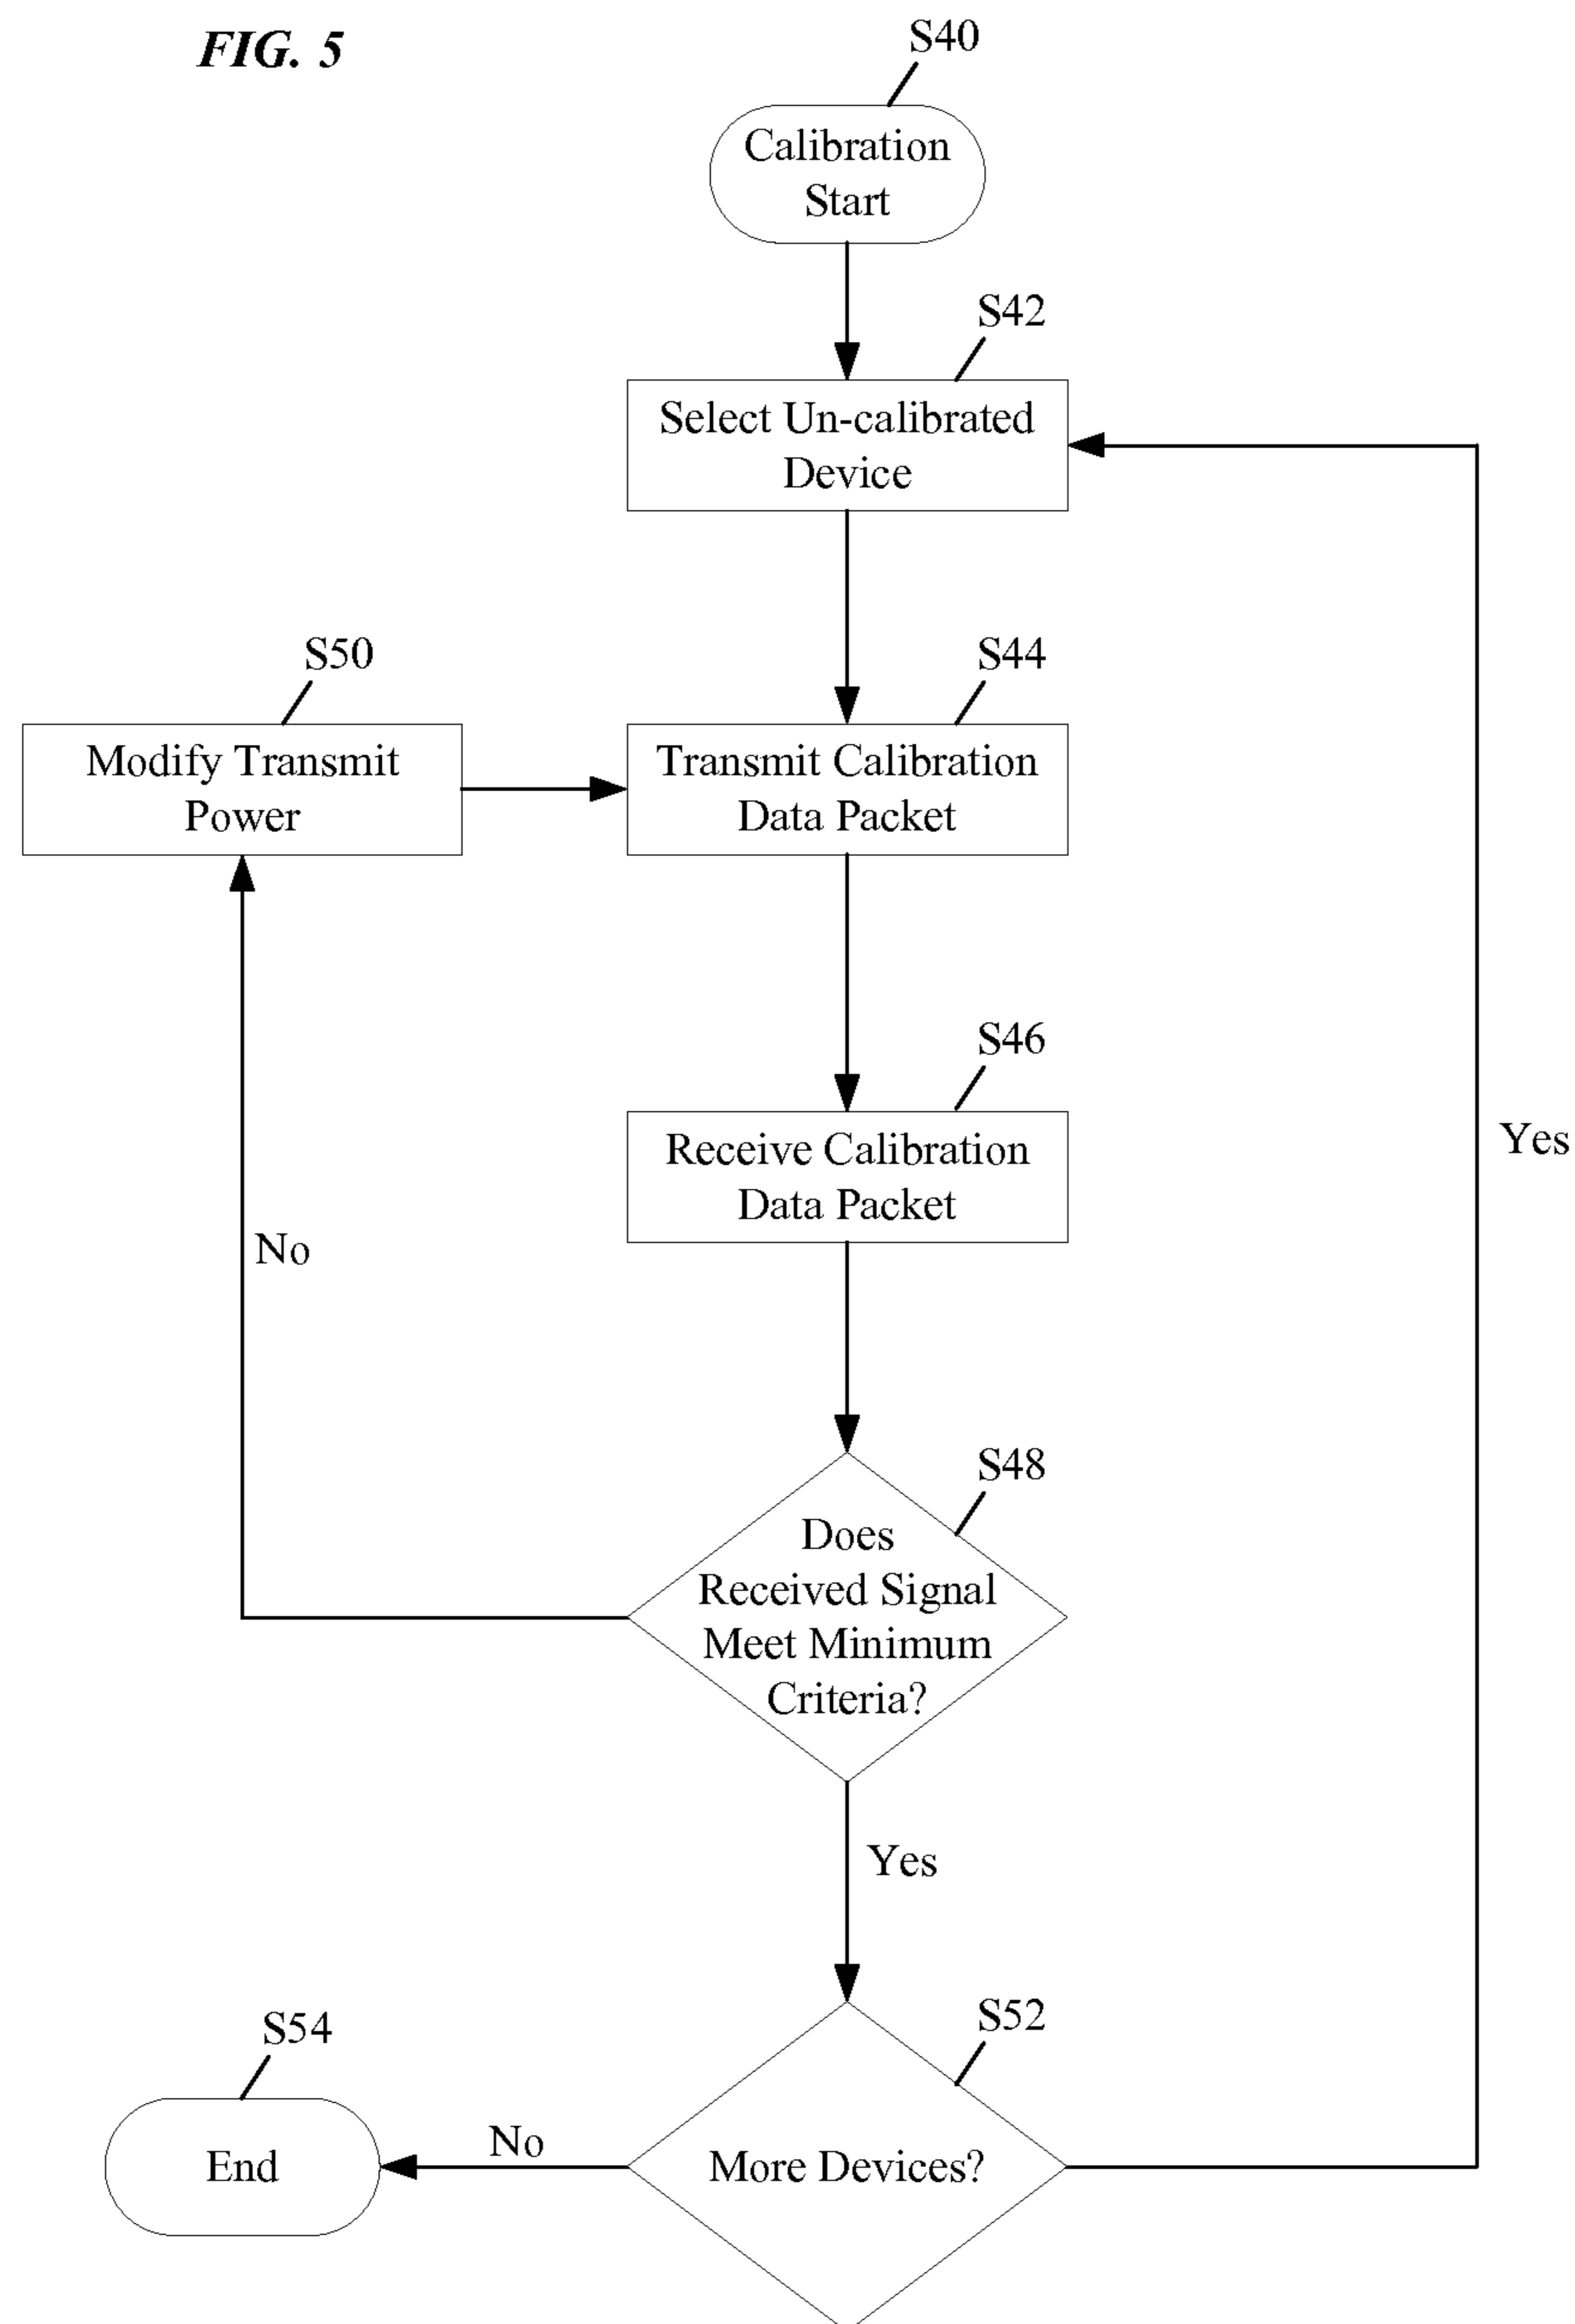 FIG. 5
S40
Calibration
Start
S42
Select Un-calibrated
Device
S50
Modify Transmit
Power
S44
Transmit Calibration
Data Packet
S46
Receive Calibration
Data Packet
Yes
No
S48
Does
Received Signal
Meet Minimum
Criteria?
Yes
S54
End
No
S52
More Devices?